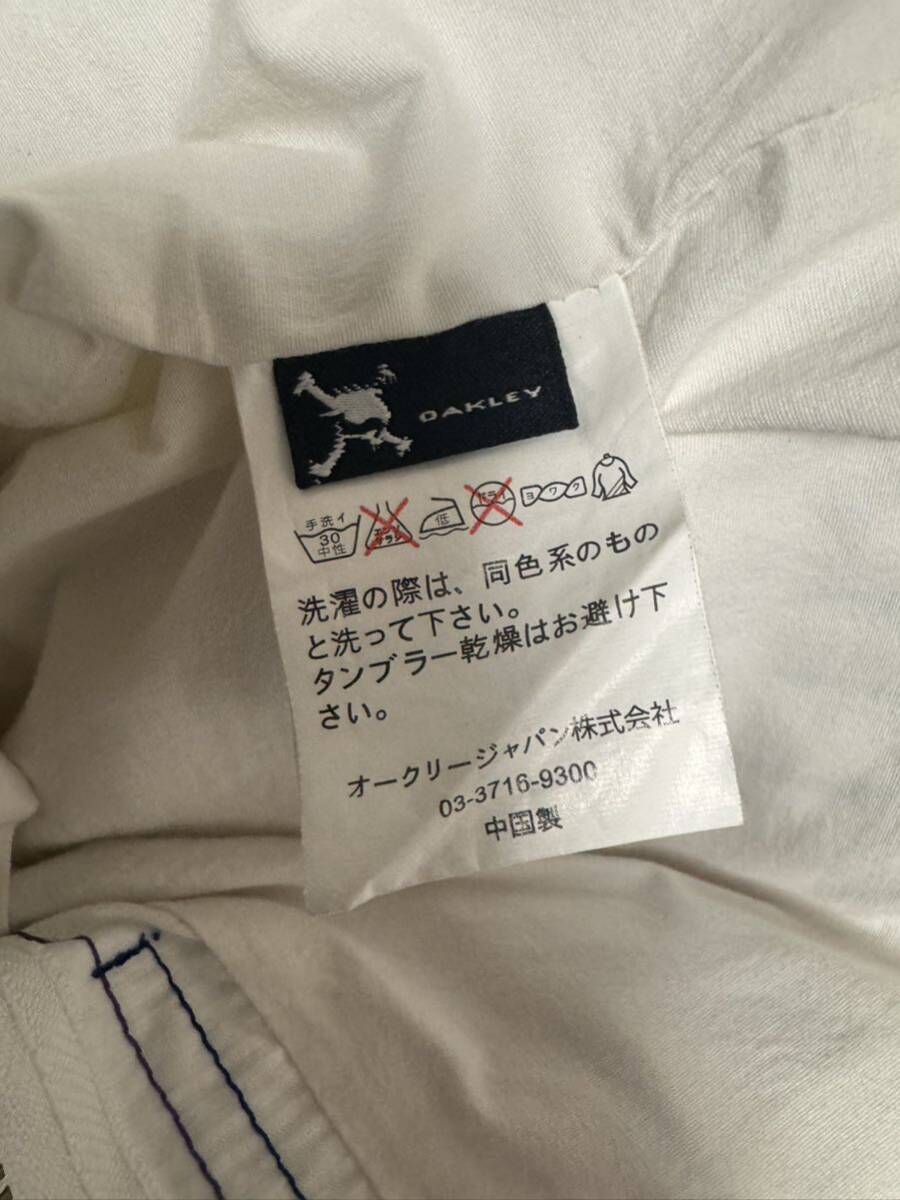 OAKLEY
手洗イ
30
中性
エンソ
サラシ
低
ドライ
ヨワク
洗濯の際は、同色系のもの
と洗って下さい。
タンブラー乾燥はお避け下
さい。
オークリージャパン株式会社
03-3716-9300
中国製